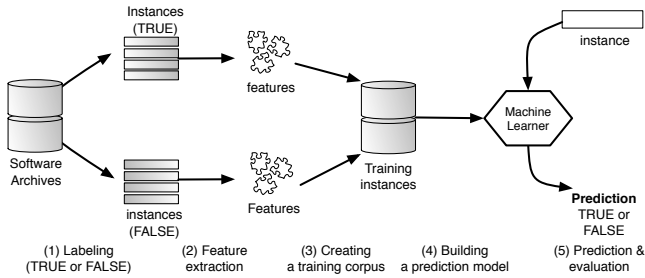 Instances
(TRUE)
features
instance
Machine
Learner
Software
Archives
Training
instances
instances
(FALSE)
Features
Prediction
TRUE or
FALSE
(1) Labeling
(TRUE or FALSE)
(2) Feature
extraction
(3) Creating
a training corpus
(4) Building
a prediction model
(5) Prediction &
evaluation